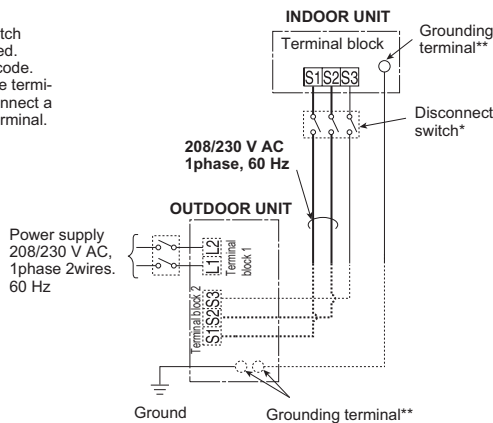 tch
ed.
code.
e termi-
nnect a
erminal.
INDOOR UNIT
Terminal block
S1 S2 S3
Grounding
terminal**
Disconnect
switch*
208/230 V AC
1phase, 60 Hz
OUTDOOR UNIT
Power supply
208/230 V AC,
1phase 2wires.
60 Hz
L1 L2
Terminal
block 1
Terminal block 2
S1 S2 S3
Ground
Grounding terminal**